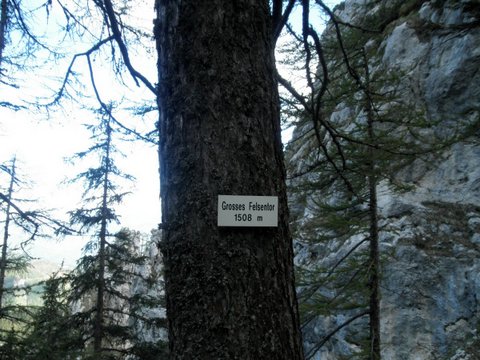 Grosses Felsentor
1508 m